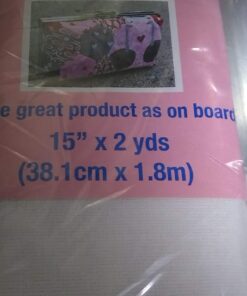 e great product as on board
15" x 2 yds
(38.1cm x 1.8m)